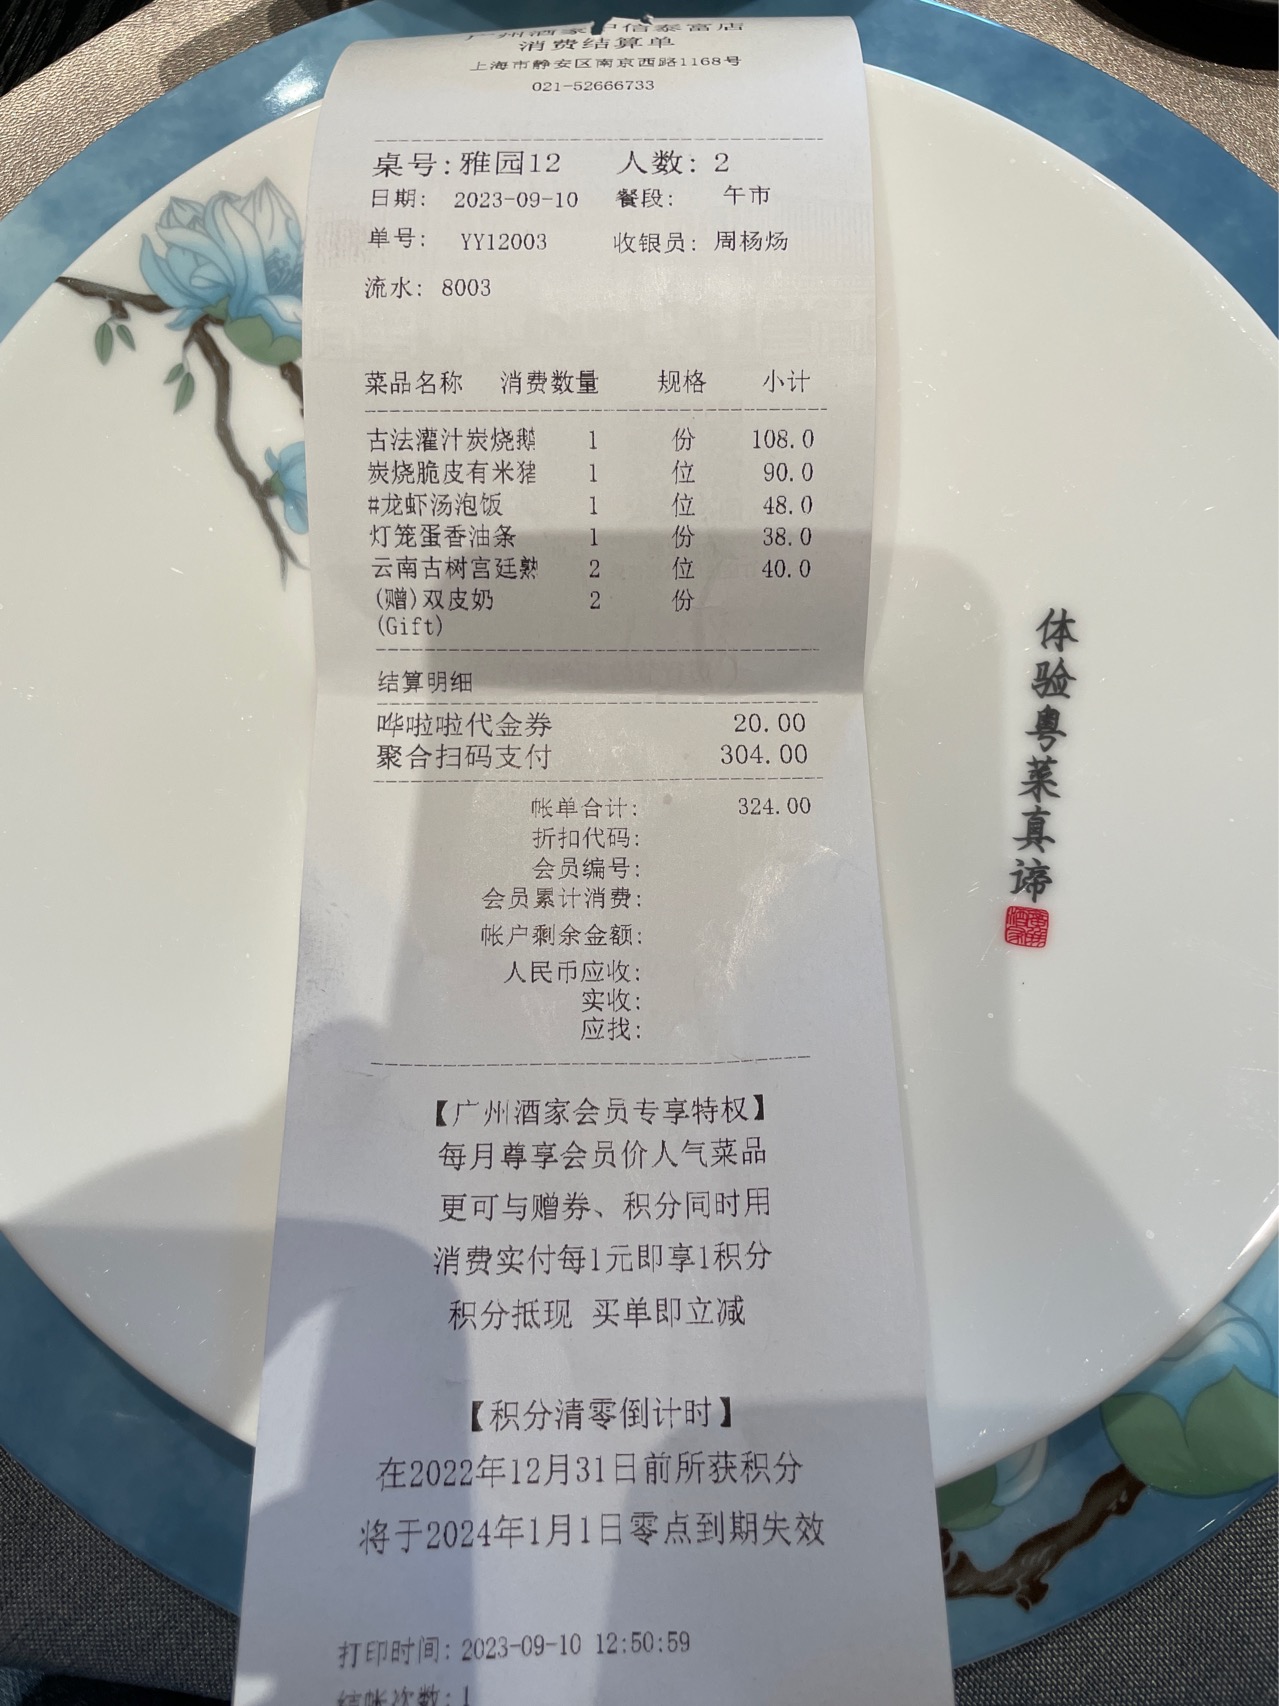 广州酒家中信泰富店
消费结算单
上海市静安区南京西路1168号
021-52666733
桌号:雅园12 人数: 2
日期: 2023-09-10 餐段: 午市
单号: YY12003 收银员: 周杨炀
流水: 8003
菜品名称 消费数量 规格 小计
古法灌汁炭烧鹅 1 份 108.0
炭烧脆皮有米猪 1 位 90.0
#龙虾汤泡饭 1 位 48.0
灯笼蛋香油条 1 份 38.0
云南古树宫廷熟 2 位 40.0
(赠)双皮奶 2 份
(Gift)
结算明细
哗啦啦代金券 20.00
聚合扫码支付 304.00
帐单合计: 324.00
折扣代码:
会员编号:
会员累计消费:
帐户剩余金额:
人民币应收:
实收:
应找:
【广州酒家会员专享特权】
每月尊享会员价人气菜品
更可与赠券、积分同时用
消费实付每1元即享1积分
积分抵现 买单即立减
【积分清零倒计时】
在2022年12月31日前所获积分
将于2024年1月1日零点到期失效
打印时间: 2023-09-10 12:50:59
结帐次数: 1
体验粤菜真谛